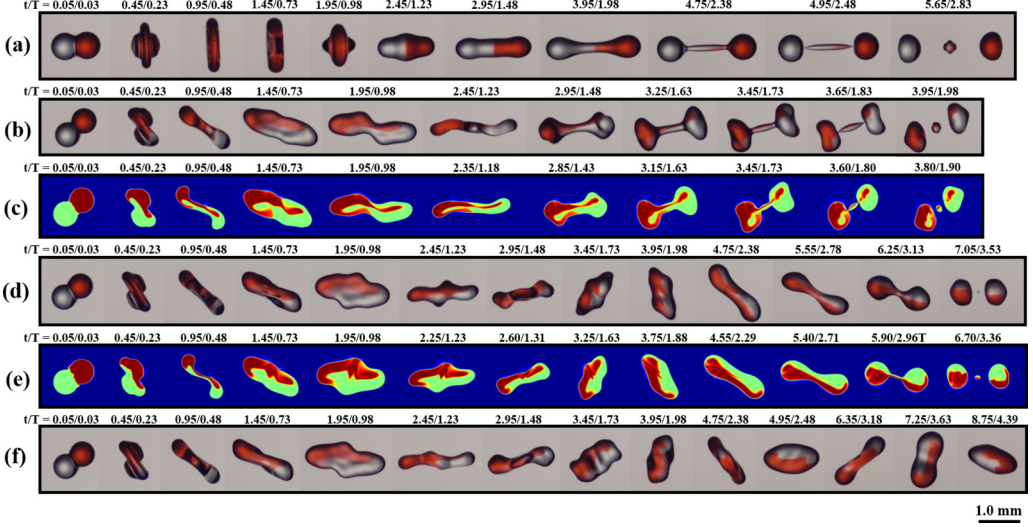 t/T = 0.05/0.03 0.45/0.23 0.95/0.48 1.45/0.73 1.95/0.98 2.45/1.23 2.95/1.48 3.95/1.98 4.75/2.38 4.95/2.48 5.65/2.83
(a)
t/T = 0.05/0.03 0.45/0.23 0.95/0.48 1.45/0.73 1.95/0.98 2.45/1.23 2.95/1.48 3.25/1.63 3.45/1.73 3.65/1.83 3.95/1.98
(b)
t/T = 0.05/0.03 0.45/0.23 0.95/0.48 1.45/0.73 1.95/0.98 2.35/1.18 2.85/1.43 3.15/1.63 3.45/1.73 3.60/1.80 3.80/1.90
(c)
t/T = 0.05/0.03 0.45/0.23 0.95/0.48 1.45/0.73 1.95/0.98 2.45/1.23 2.95/1.48 3.45/1.73 3.95/1.98 4.75/2.38 5.55/2.78 6.25/3.13 7.05/3.53
(d)
t/T = 0.05/0.03 0.45/0.23 0.95/0.48 1.45/0.73 1.95/0.98 2.25/1.23 2.60/1.31 3.25/1.63 3.75/1.88 4.55/2.29 5.40/2.71 5.90/2.96T 6.70/3.36
(e)
t/T = 0.05/0.03 0.45/0.23 0.95/0.48 1.45/0.73 1.95/0.98 2.45/1.23 2.95/1.48 3.45/1.73 3.95/1.98 4.75/2.38 4.95/2.48 6.35/3.18 7.25/3.63 8.75/4.39
(f)
1.0 mm